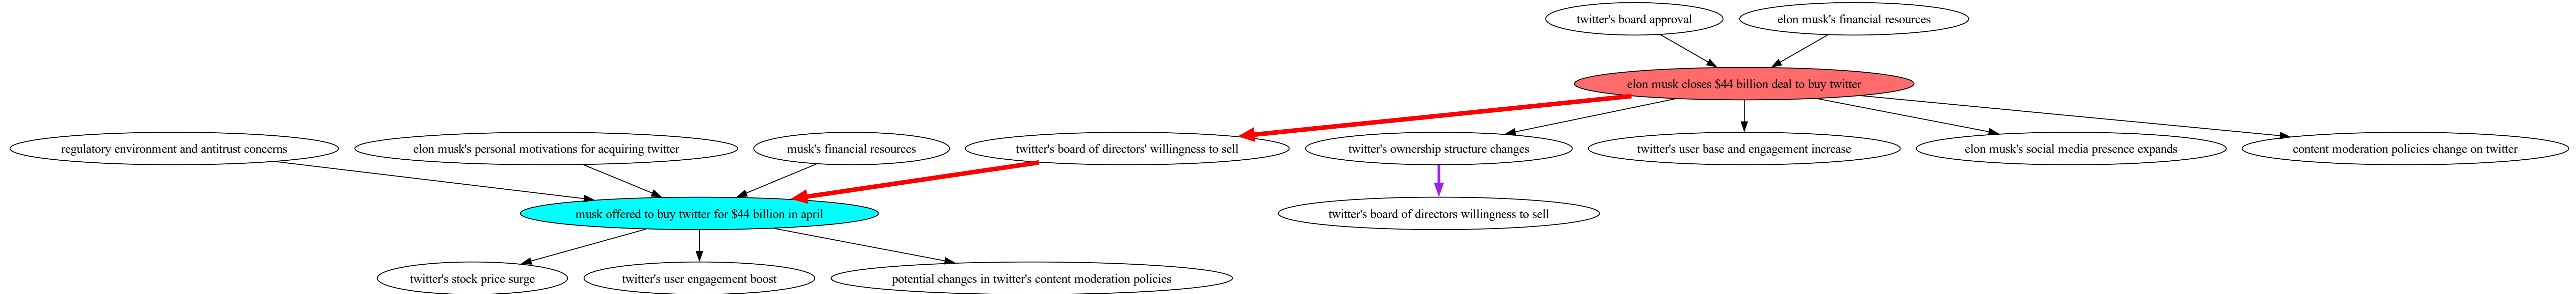 twitter's board approval
elon musk's financial resources
elon musk closes $44 billion deal to buy twitter
regulatory environment and antitrust concerns
elon musk's personal motivations for acquiring twitter
musk's financial resources
twitter's board of directors' willingness to sell
twitter's ownership structure changes
twitter's user base and engagement increase
elon musk's social media presence expands
content moderation policies change on twitter
musk offered to buy twitter for $44 billion in april
twitter's board of directors willingness to sell
twitter's stock price surge
twitter's user engagement boost
potential changes in twitter's content moderation policies